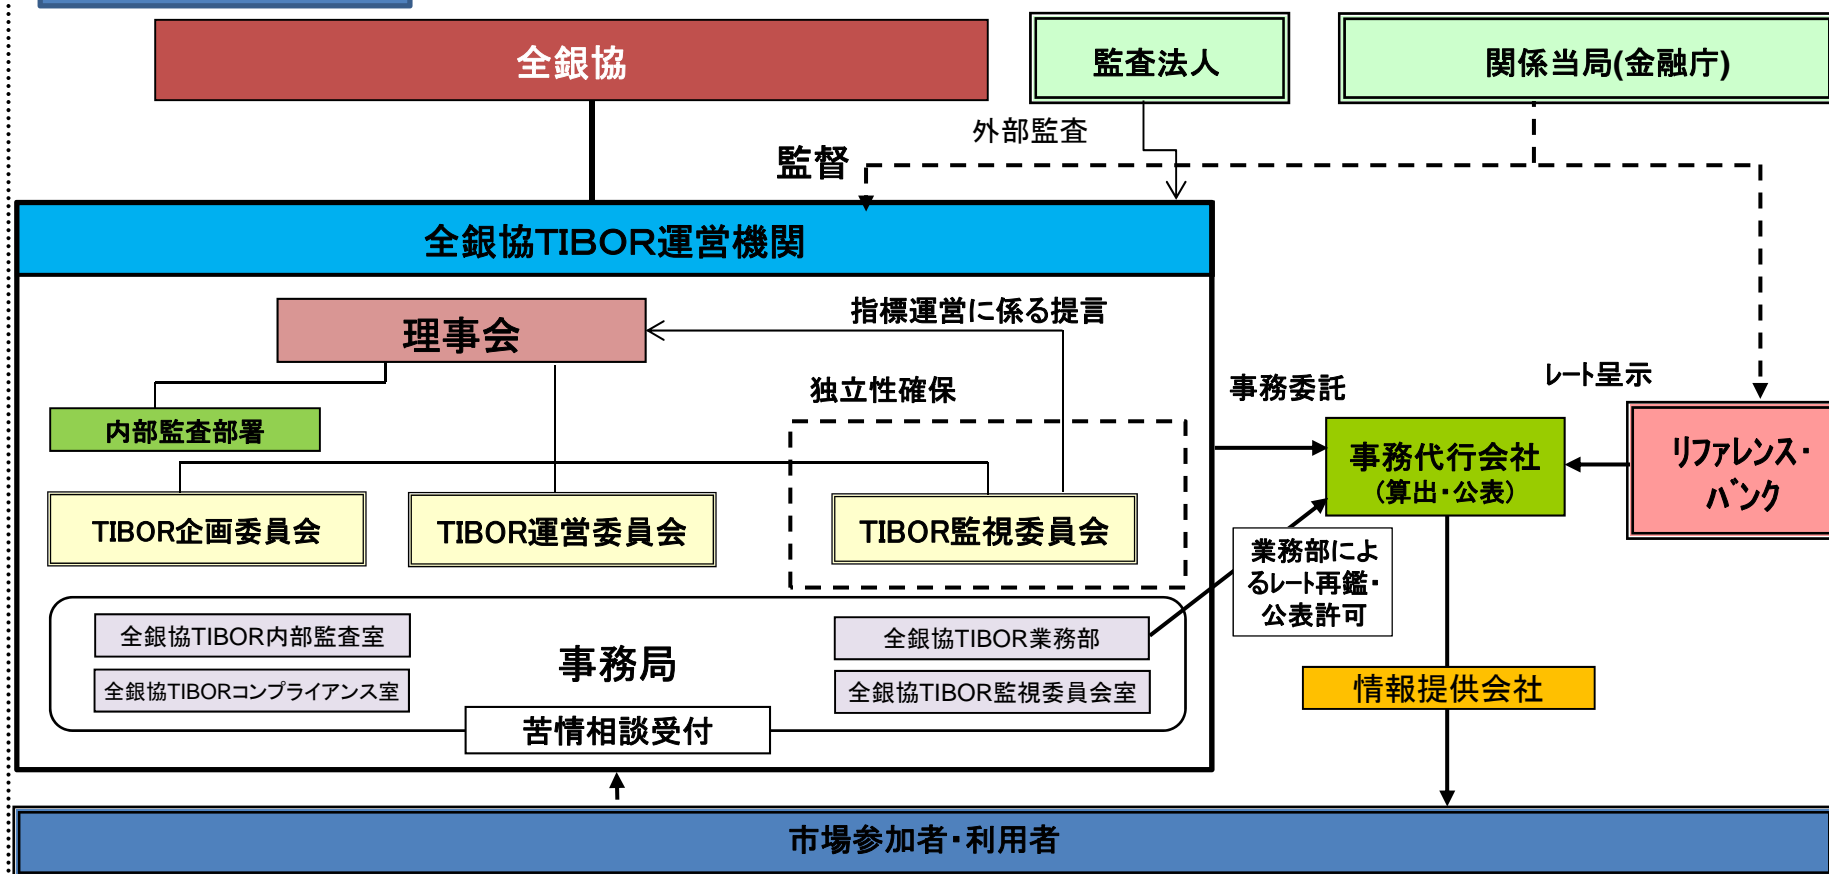 全銀協
監査法人
関係当局(金融庁)
外部監査
監督
全銀協TIBOR運営機関
指標運営に係る提言
理事会
独立性確保
事務委託
レート呈示
内部監査部署
事務代行会社
(算出・公表)
リファレンス・
バンク
TIBOR企画委員会
TIBOR運営委員会
TIBOR監視委員会
業務部によ
るレート再鑑・
公表許可
全銀協TIBOR内部監査室
全銀協TIBOR業務部
事務局
全銀協TIBORコンプライアンス室
全銀協TIBOR監視委員会室
情報提供会社
苦情相談受付
市場参加者・利用者